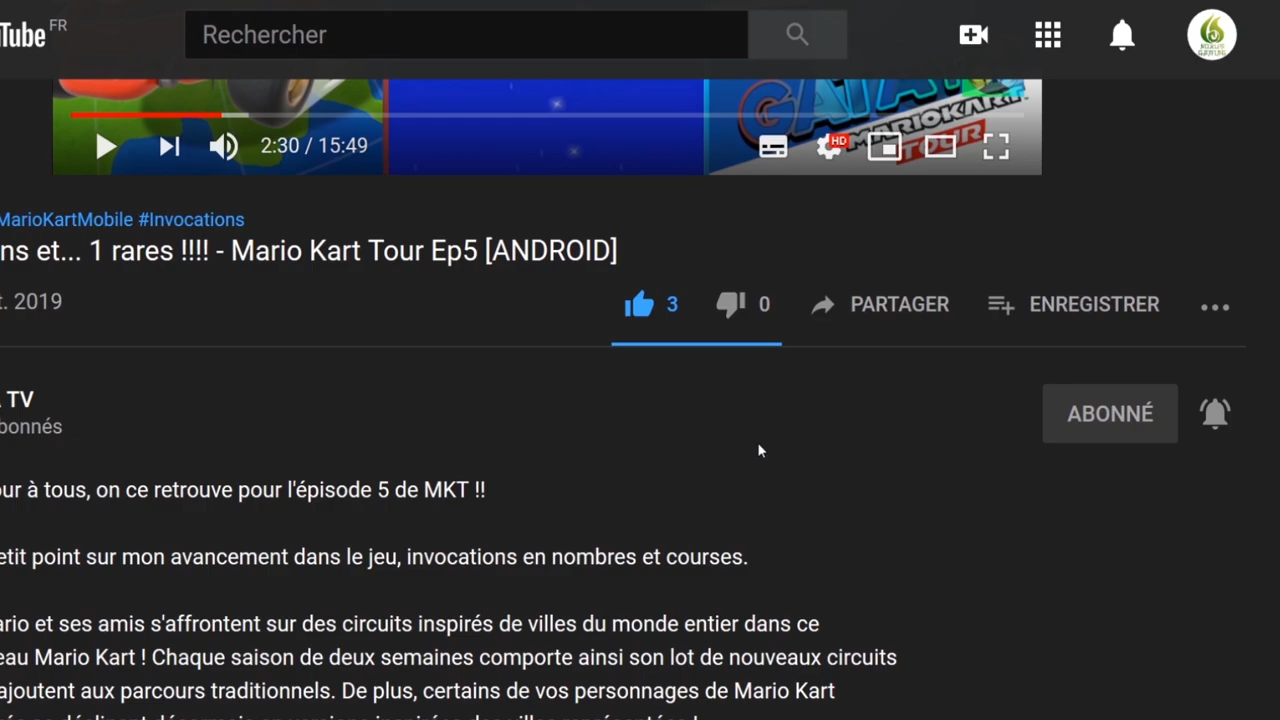 Tube FR
Rechercher
GATA
MARIOKART
TOUR
2:30 / 15:49
HD
MarioKartMobile #Invocations
ns et... 1 rares !!!! - Mario Kart Tour Ep5 [ANDROID]
t. 2019
3
0
PARTAGER
ENREGISTRER
TV
bonnés
ABONNÉ
ur à tous, on ce retrouve pour l'épisode 5 de MKT !!
etit point sur mon avancement dans le jeu, invocations en nombres et courses.
ario et ses amis s'affrontent sur des circuits inspirés de villes du monde entier dans ce
eau Mario Kart ! Chaque saison de deux semaines comporte ainsi son lot de nouveaux circuits
ajoutent aux parcours traditionnels. De plus, certains de vos personnages de Mario Kart